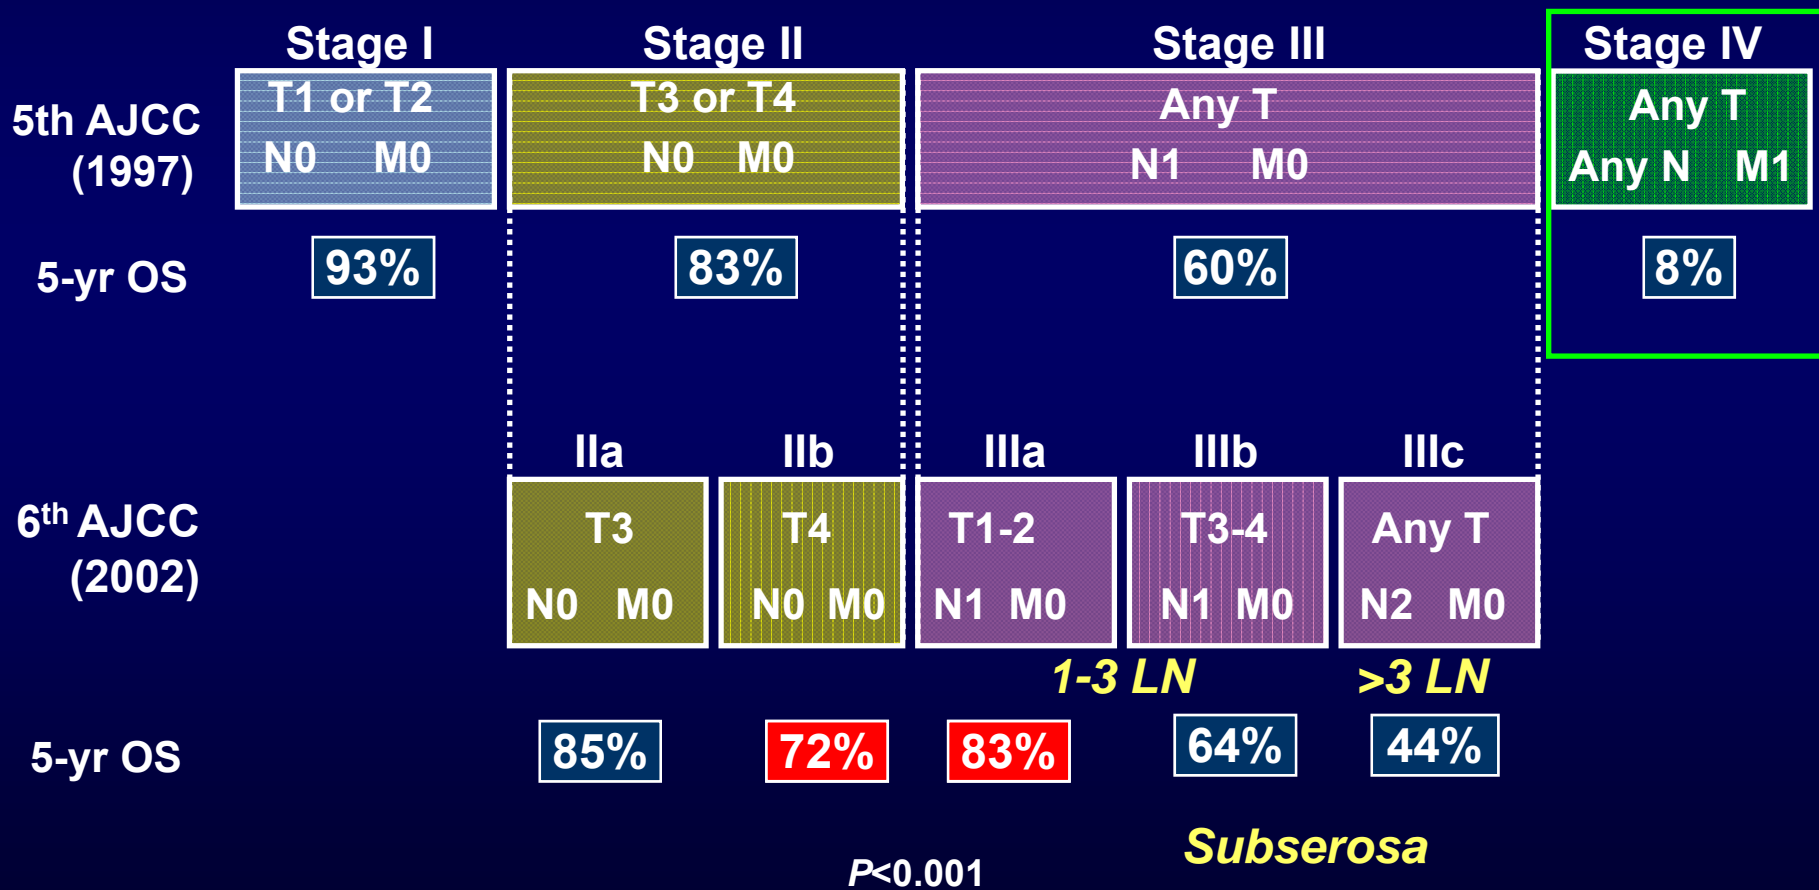 Stage I Stage II Stage III Stage IV
5th AJCC (1997)
T1 or T2 T3 or T4 Any T Any T
N0 M0 N0 M0 N1 M0 Any N M1
5-yr OS 93% 83% 60% 8%
IIa IIb IIIa IIIb IIIc
6th AJCC (2002)
T3 T4 T1-2 T3-4 Any T
N0 M0 N0 M0 N1 M0 N1 M0 N2 M0
1-3 LN >3 LN
5-yr OS 85% 72% 83% 64% 44%
Subserosa
P<0.001